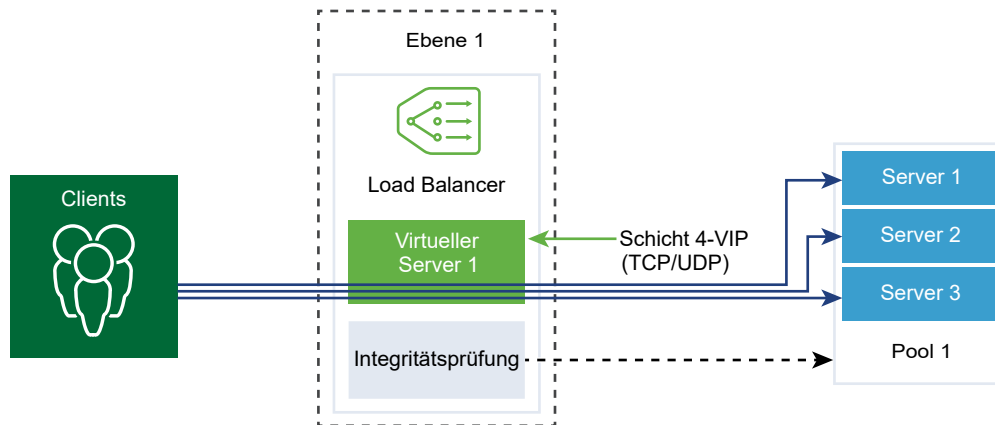 Ebene 1
Load Balancer
Clients
Virtueller
Server 1
Schicht 4-VIP
(TCP/UDP)
Integritätsprüfung
Server 1
Server 2
Server 3
Pool 1